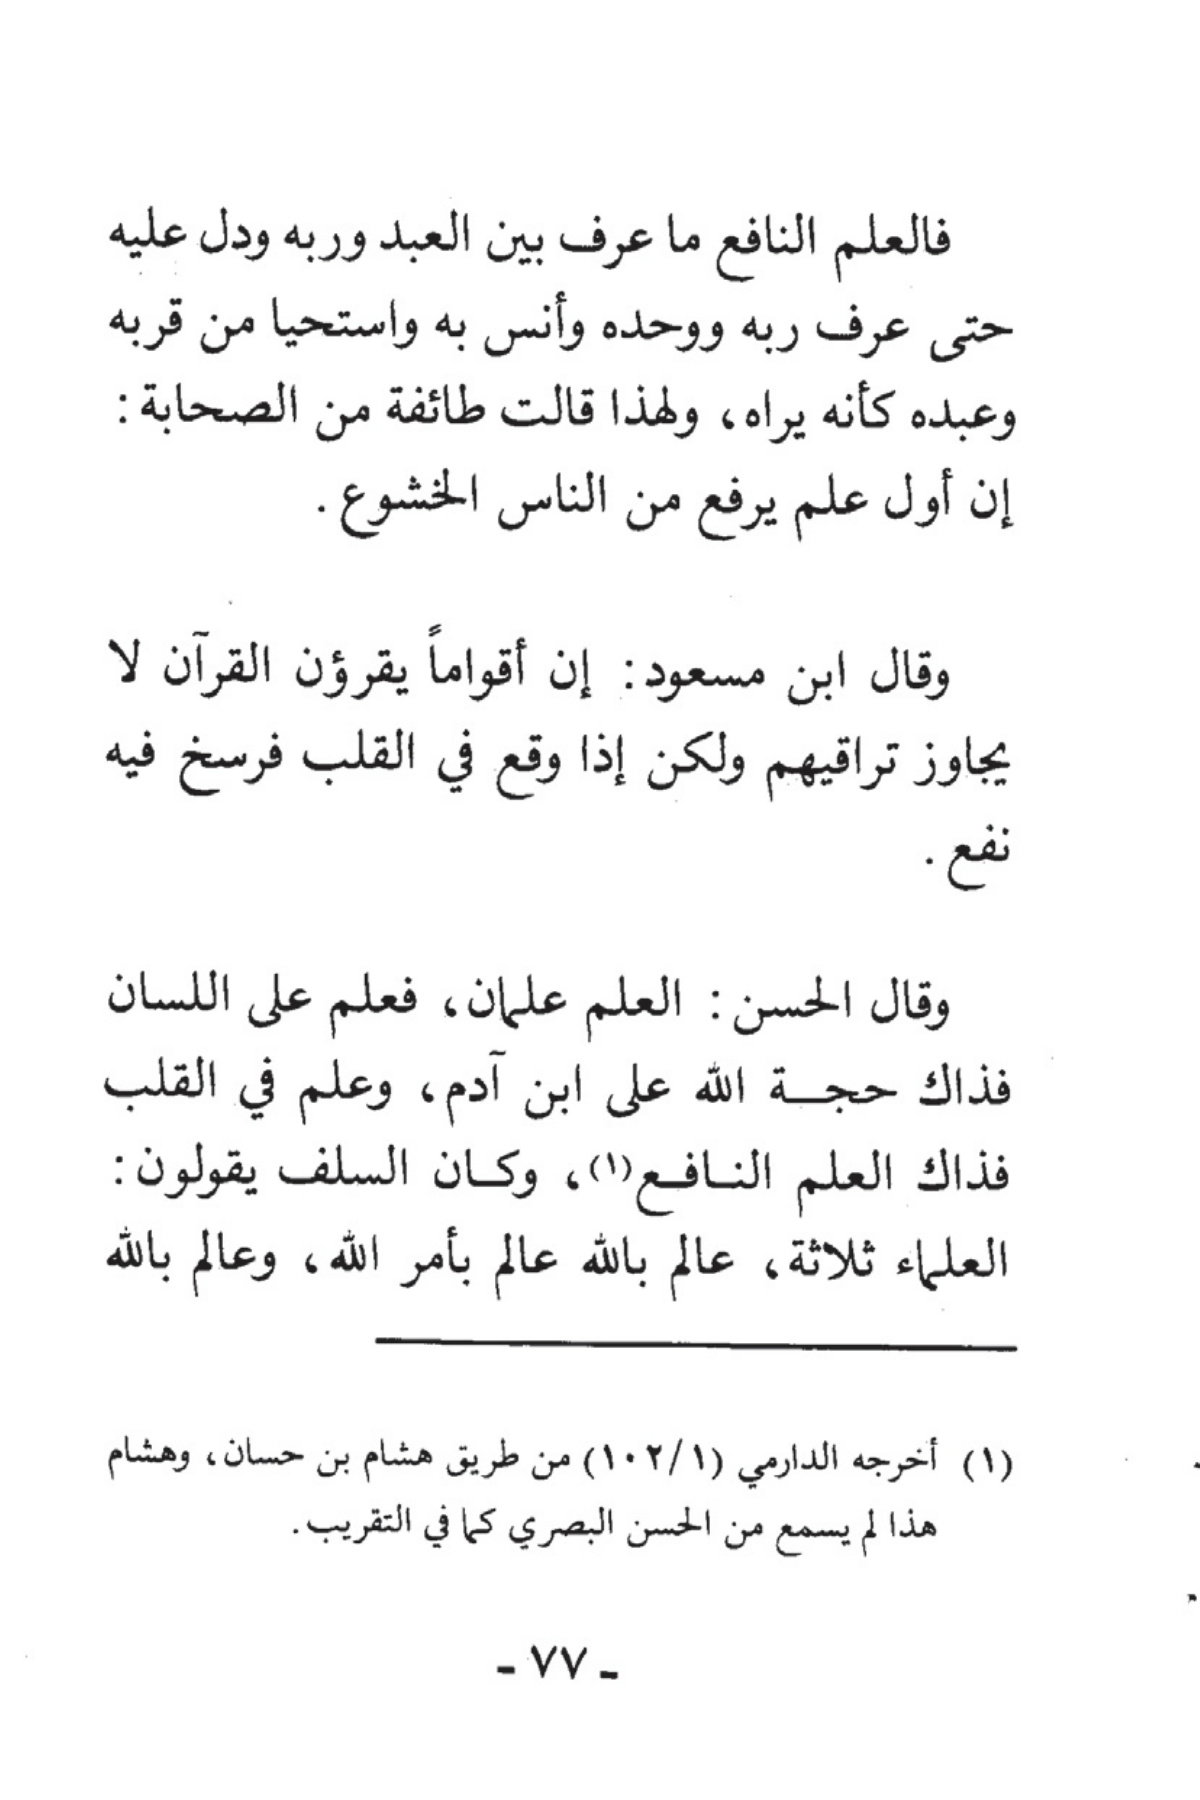 فالعلم النافع ما عرف بين العبد وربه ودل عليه
حتى عرف ربه ووحده وأنس به واستحيا من قربه
وعبده كأنه يراه، ولهذا قالت طائفة من الصحابة:
إن أول علم يرفع من الناس الخشوع.
وقال ابن مسعود: إن أقواماً يقرؤن القرآن لا
يجاوز تراقيهم ولكن إذا وقع في القلب فرسخ فيه
نفع.
وقال الحسن: العلم علمان، فعلم على اللسان
فذاك حجة الله على ابن آدم، وعلم في القلب
فذاك العلم النافع(١)، وكان السلف يقولون:
العلماء ثلاثة، عالم بالله عالم بأمر الله، وعالم بالله
(١) أخرجه الدارمي (١٠٢/١) من طريق هشام بن حسان، وهشام
هذا لم يسمع من الحسن البصري كما في التقريب.
- ٧٧ -